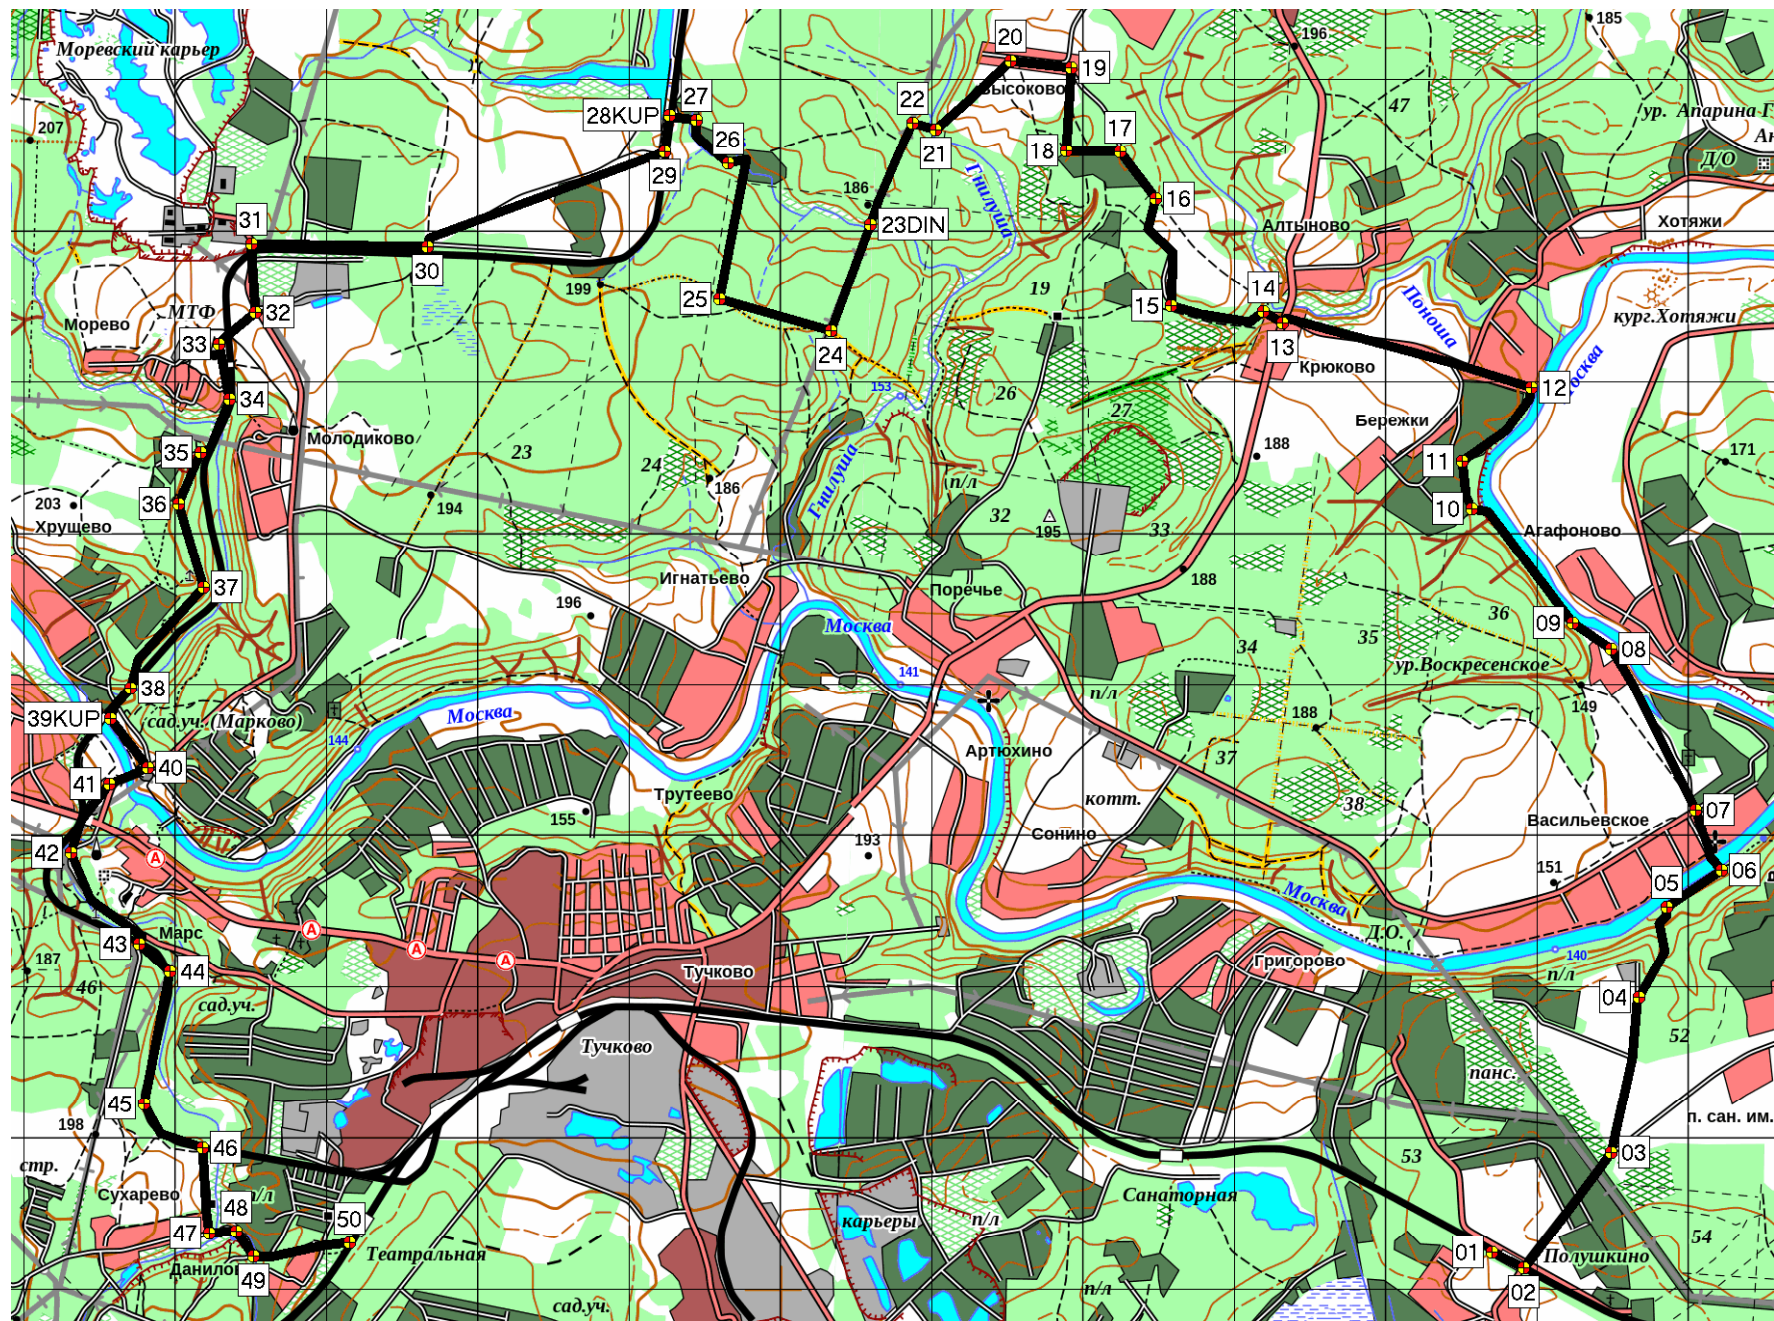 185
20
196
Моревский карьер
19
Высоково
47
ур. Апарина Г
27
22
28KUP
207
17
26
21
18
Д/О
29
Гнилуша
186
16
31
23DIN
Алтыново
Хотяжи
30
199
19
25
15
14
Поноша
32
МТФ
кург.Хотяжи
Морево
33
24
13
Крюково
Москва
153
12
26
34
27
Бережки
Молодиково
188
171
35
23
24
11
п/л
186
Гнилуша
203
36
194
32
10
Хрущево
195
33
Агафоново
Игнатьево
188
37
Поречье
196
36
Москва
09
35
34
08
ур.Воскресенское
141
38
п/л
39KUP
сад.уч. (Марково)
Москва
149
188
144
Артюхино
37
40
41
Трутеево
котт.
38
07
155
Васильевское
Сонино
193
42
А
151
06
05
Москва
А
Марс
43
А
Д.О.
140
187
А
Тучково
Григорово
44
46
п/л
04
сад.уч.
52
Тучково
панс.
45
198
п. сан. им.
46
53
03
стр.
Сухарево
п/л
Санаторная
48
карьеры
п/л
50
54
47
Театральная
01
Полушкино
49
п/л
02
сад.уч.